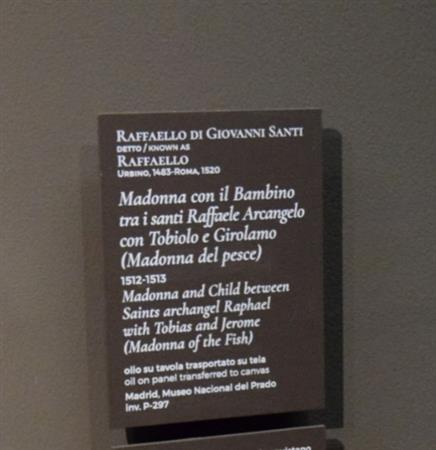 RAFFAELLO DI GIOVANNI SANTI
DETTO / KNOWN AS
RAFFAELLO
URBINO, 1483-ROMA, 1520
Madonna con il Bambino
tra i santi Raffaele Arcangelo
con Tobiolo e Girolamo
(Madonna del pesce)
1512-1513
Madonna and Child between
Saints archangel Raphael
with Tobias and Jerome
(Madonna of the Fish)
olio su tavola trasportato su tela
oil on panel transferred to canvas
Madrid, Museo Nacional del Prado
inv. P-297